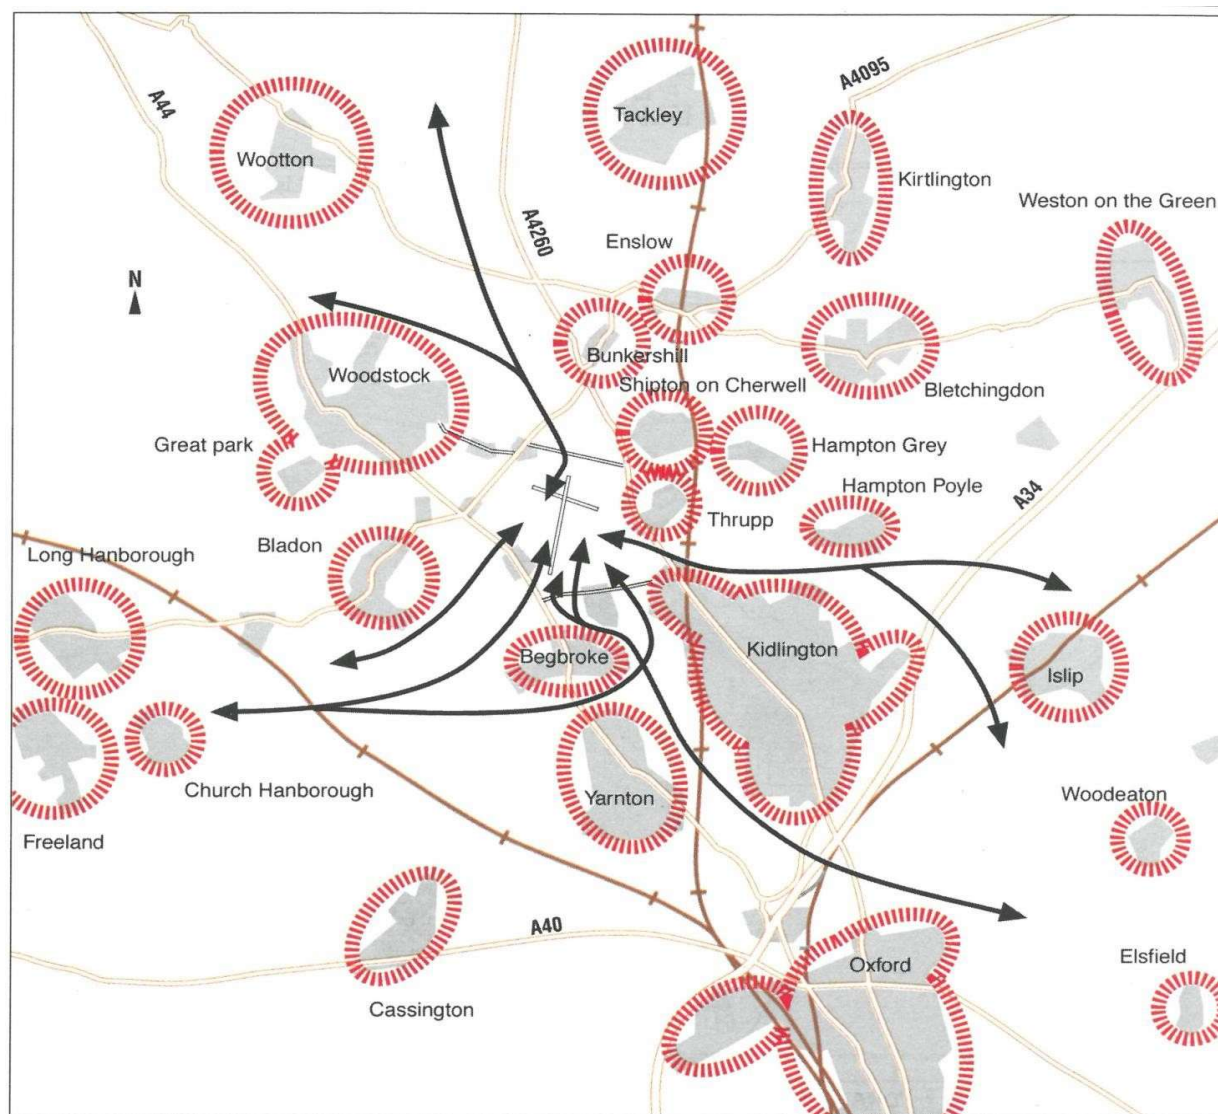 A44
A4095
Tackley
Wootton
Kirtlington
Weston on the Green
A4260
Enslow
N
Bunkershill
Woodstock
Shipton on Cherwell
Bletchingdon
Great park
Hampton Grey
Hampton Poyle
A34
Thrupp
Bladon
Long Hanborough
Kidlington
Begbroke
Islip
Church Hanborough
Yarnton
Woodeaton
Freeland
A40
Elsfield
Oxford
Cassington